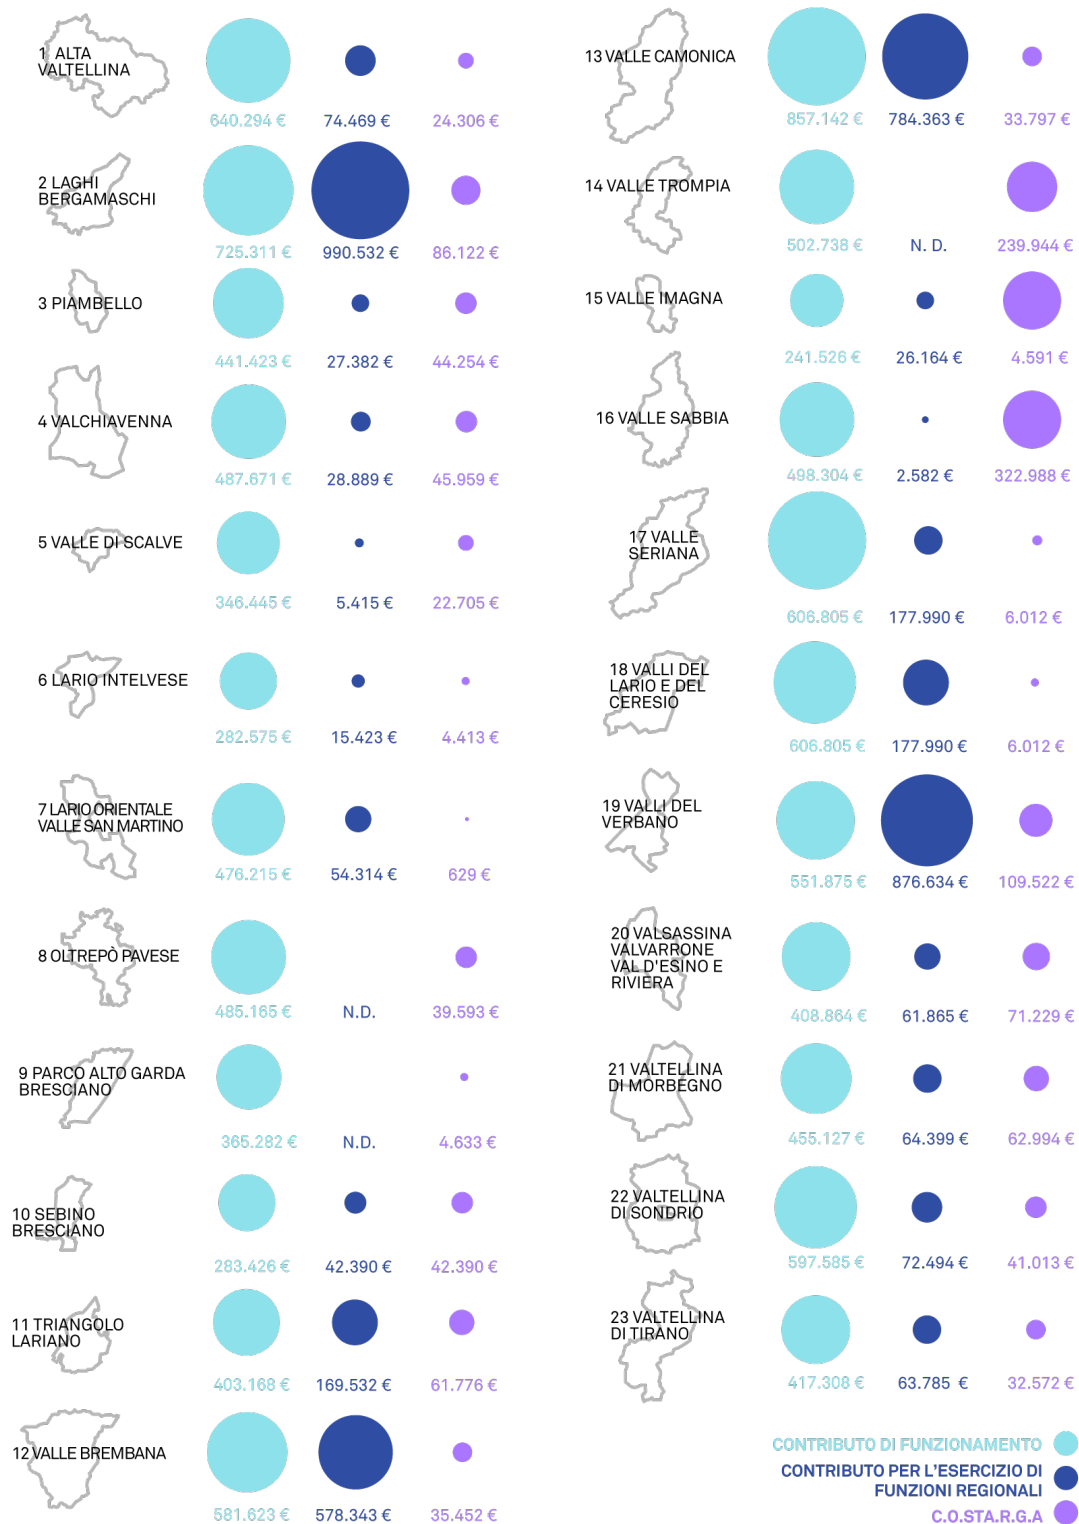 1 ALTA
VALTELLINA
640.294 € 74.469 € 24.306 €
2 LAGHI
BERGAMASCHI
725.311 € 990.532 € 86.122 €
3 PIAMBELLO
441.423 € 27.382 € 44.254 €
4 VALCHIAVENNA
487.671 € 28.889 € 45.959 €
5 VALLE DI SCALVE
346.445 € 5.415 € 22.705 €
6 LARIO INTELVESE
282.575 € 15.423 € 4.413 €
7 LARIO ORIENTALE
VALLE SAN MARTINO
476.215 € 54.314 € 629 €
8 OLTREPÒ PAVESE
485.165 € N.D. 39.593 €
9 PARCO ALTO GARDA
BRESCIANO
365.282 € N.D. 4.633 €
10 SEBINO
BRESCIANO
283.426 € 42.390 € 42.390 €
11 TRIANGOLO
LARIANO
403.168 € 169.532 € 61.776 €
12 VALLE BREMBANA
581.623 € 578.343 € 35.452 €
13 VALLE CAMONICA
857.142 € 784.363 € 33.797 €
14 VALLE TROMPIA
502.738 € N. D. 239.944 €
15 VALLE IMAGNA
241.526 € 26.164 € 4.591 €
16 VALLE SABBIA
498.304 € 2.582 € 322.988 €
17 VALLE
SERIANA
606.805 € 177.990 € 6.012 €
18 VALLI DEL
LARIO E DEL
CERESIO
606.805 € 177.990 € 6.012 €
19 VALLI DEL
VERBANO
551.875 € 876.634 € 109.522 €
20 VALSASSINA
VALVARRONE
VAL D'ESINO E
RIVIERA
408.864 € 61.865 € 71.229 €
21 VALTELLINA
DI MORBEGNO
455.127 € 64.399 € 62.994 €
22 VALTELLINA
DI SONDRIO
597.585 € 72.494 € 41.013 €
23 VALTELLINA
DI TIRANO
417.308 € 63.785 € 32.572 €
CONTRIBUTO DI FUNZIONAMENTO
CONTRIBUTO PER L'ESERCIZIO DI
FUNZIONI REGIONALI
C.O.STA.R.G.A